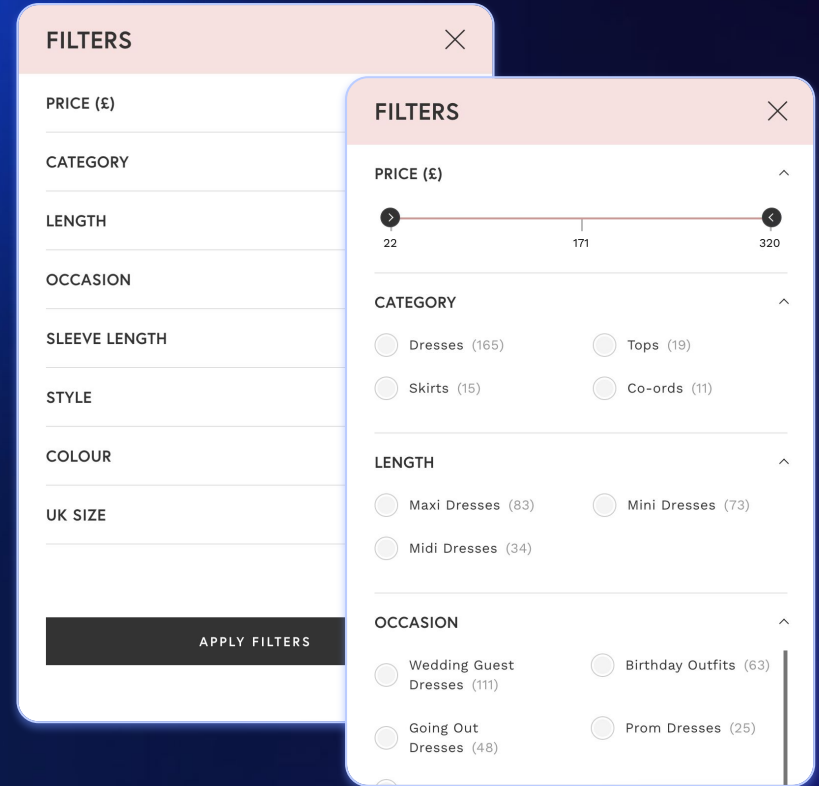 FILTERS
PRICE (£)
CATEGORY
LENGTH
OCCASION
SLEEVE LENGTH
STYLE
COLOUR
UK SIZE
APPLY FILTERS
FILTERS
PRICE (£)
22 171 320
CATEGORY
Dresses (165) Tops (19)
Skirts (15) Co-ords (11)
LENGTH
Maxi Dresses (83) Mini Dresses (73)
Midi Dresses (34)
OCCASION
Wedding Guest
Dresses (111)
Birthday Outfits (63)
Going Out
Dresses (48)
Prom Dresses (25)